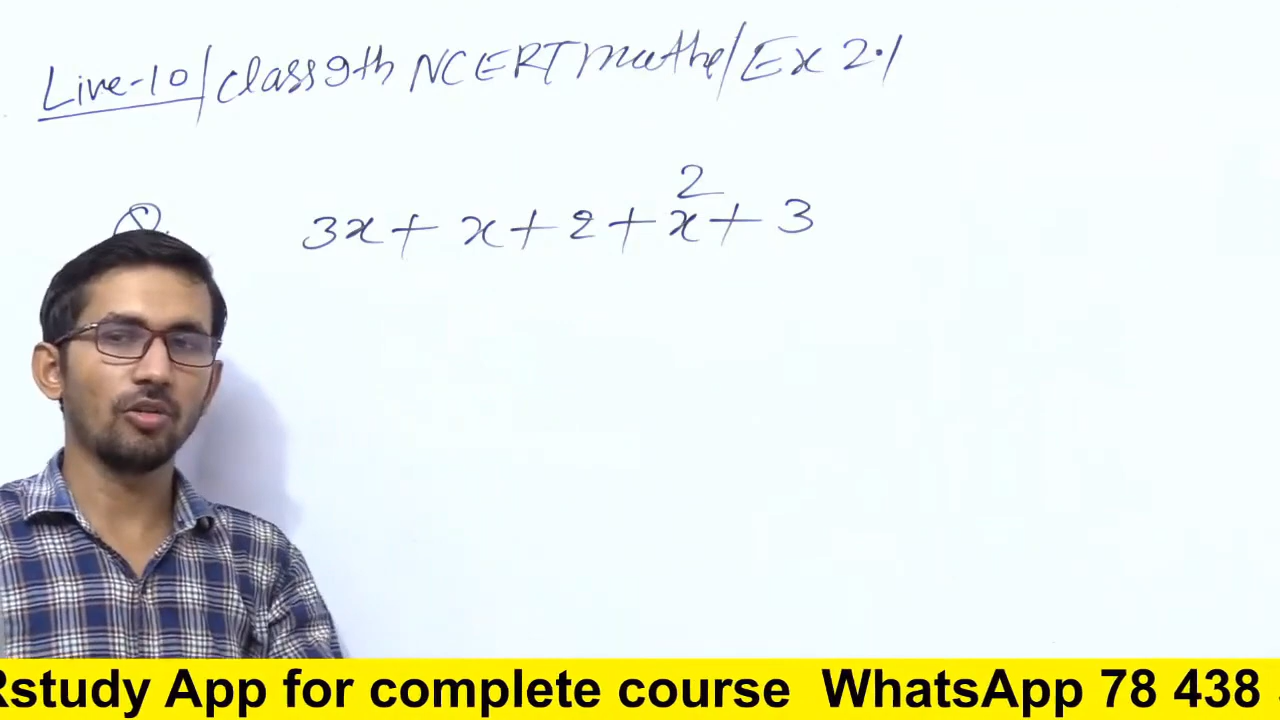 Live-10/class 9th NCERT maths/Ex 2.1
Q.
3x + x + 2 + x² + 3
Rstudy App for complete course WhatsApp 78 438